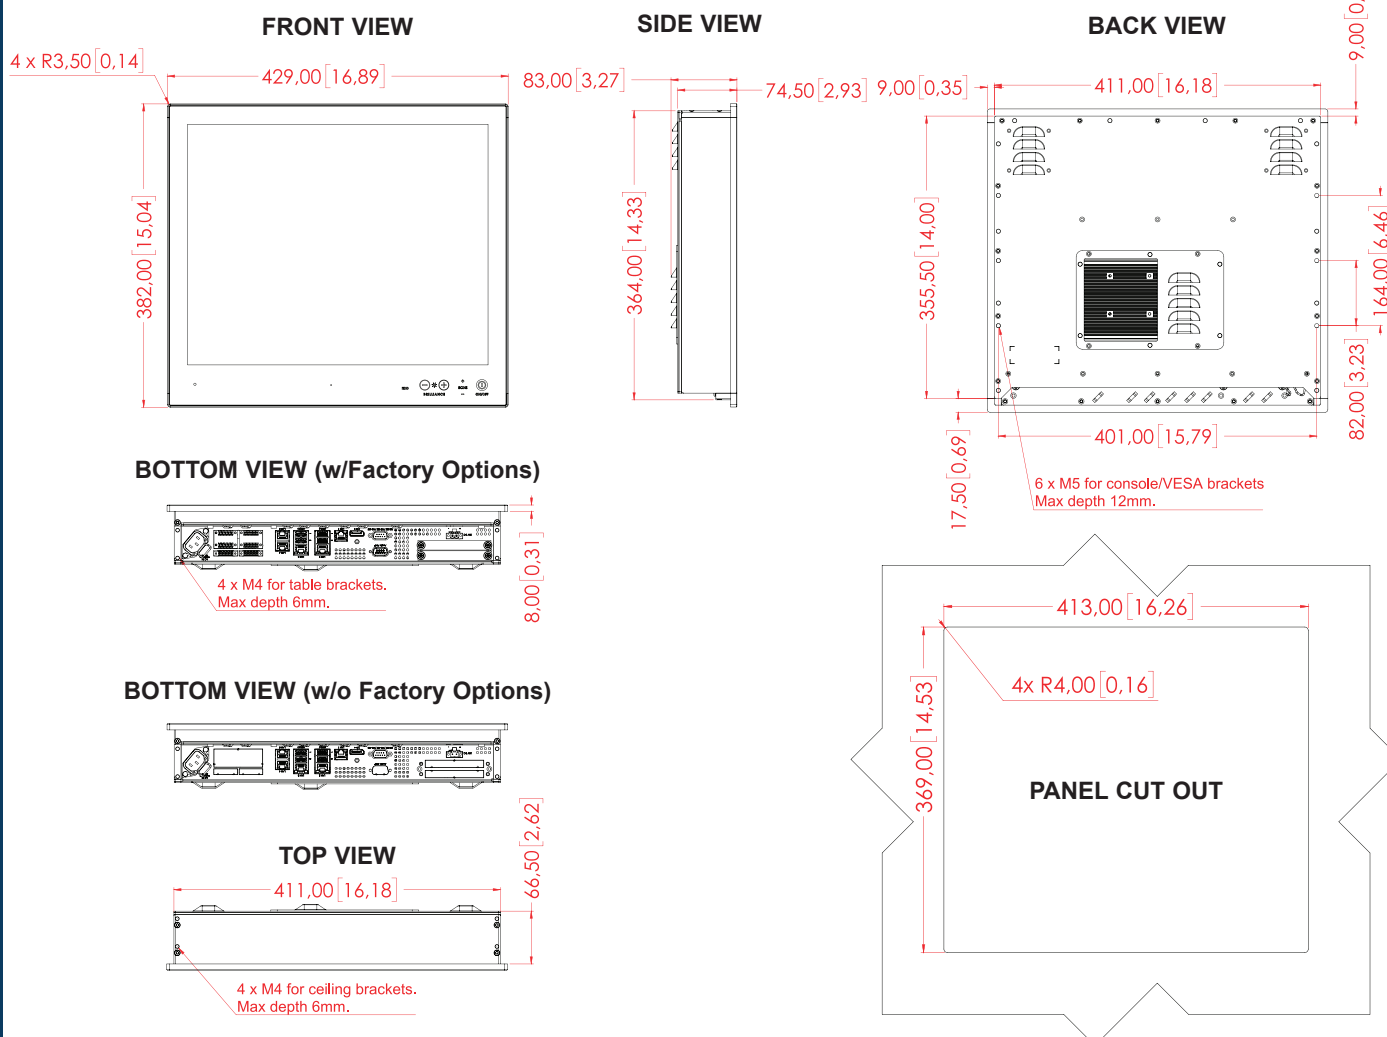 FRONT VIEW
SIDE VIEW
BACK VIEW
4 x R3,50[0,14]
429,00[16,89]
382,00[15,04]
BRILLIANCE
ON/OFF
83,00[3,27]
74,50[2,93]
364,00[14,33]
9,00[0,35]
411,00[16,18]
9,00[0,
355,50[14,00]
164,00[6,46]
82,00[3,23]
401,00[15,79]
17,50[0,69]
6 x M5 for console/VESA brackets
Max depth 12mm.
BOTTOM VIEW (w/Factory Options)
8,00[0,31]
4 x M4 for table brackets.
Max depth 6mm.
BOTTOM VIEW (w/o Factory Options)
TOP VIEW
411,00[16,18]
66,50[2,62]
4 x M4 for ceiling brackets.
Max depth 6mm.
413,00[16,26]
369,00[14,53]
4x R4,00[0,16]
PANEL CUT OUT